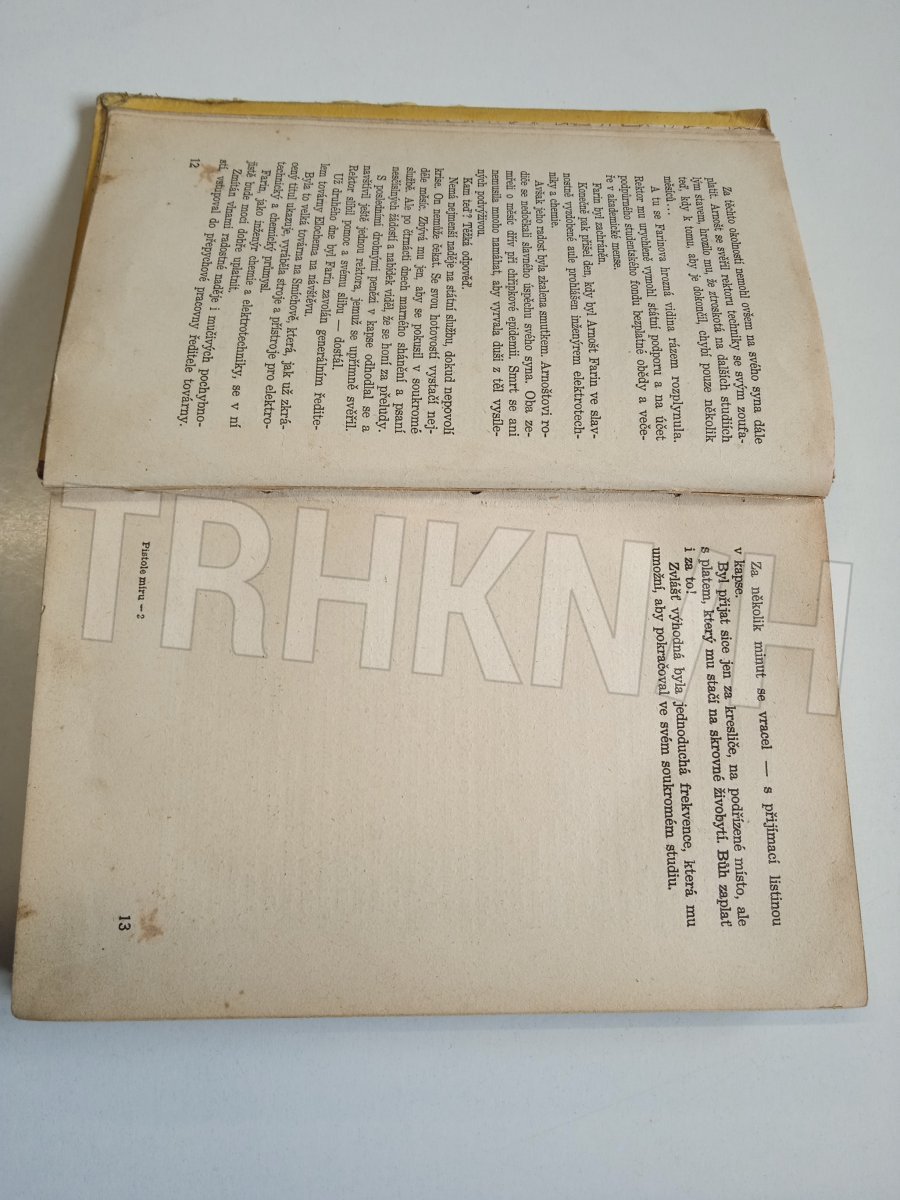 Za těchto okolností nemohl ovšem na svého syna dále
platit. Arnošt se svěřil rektoru techniky se svým zoufa-
lým stavem, hrozilo mu, že ztroskotá na dalších studiích
teď, kdy k tomu, aby je dokončil, chybí pouze několik
měsíců...
A tu se Farinova hrozná vidina rázem rozplynula.
Rektor mu urychleně vymohl státní podporu a na účet
podpůrného studentského fondu bezplatné obědy a veče-
ře v akademické mense.
Farin byl zachráněn.
Konečně pak přišel den, kdy byl Arnošt Farin ve slav-
nostně vyzdobené aule prohlášen inženýrem elektrotech-
niky a chemie.
Avšak jeho radost byla zkalena smutkem. Arnoštovi ro-
diče se nedočkali slavného úspěchu svého syna. Oba ze-
mřeli o měsíc dřív při chřipkové epidemii. Smrt se ani
nemusila mnoho namáhat, aby vyrvala duši z těl vysíle-
ných podvýživou.
Kam teď? Těžká odpověď.
Nemá nejmenší naděje na státní službu, dokud nepovolí
krise. On nemůže čekat. Se svou hotovostí vystačí nej-
déle měsíc. Zbývá mu jen, aby se pokusil v soukromé
službě. Ale po čtrnácti dnech marného shánění a psaní
nesčíslných žádostí a nabídek viděl, že se honí za přeludy.
S posledními drobnými penězi v kapse odhodlal se a
navštívil ještě jednou rektora, jemuž se upřímně svěřil.
Rektor slíbil pomoc a svému slibu — dostál.
Už druhého dne byl Farin zavolán generálním ředite-
lem továrny Elochema na návštěvu.
Byla to velká továrna na Smíchově, která, jak už zkrá-
cený titul ukazuje, vyráběla stroje a přístroje pro elektro-
technický a chemický průmysl.
Farin, jako inženýr chemie a elektrotechniky, se v ní
jistě bude moci dobře uplatnit.
Zmítán vlnami radostné naděje i mučivých pochybno-
stí, vstupoval do přepychové pracovny ředitele továrny.
12
Za několik minut se vracel — s přijímací listinou
v kapse.
Byl přijat sice jen za kresliče, na podřízené místo, ale
s platem, který mu stačí na skrovné živobytí. Bůh zaplať
i za to!
Zvlášť výhodná byla jednoduchá frekvence, která mu
umožní, aby pokračoval ve svém soukromém studiu.
Pistole míru — 2
13
TRHKNIH